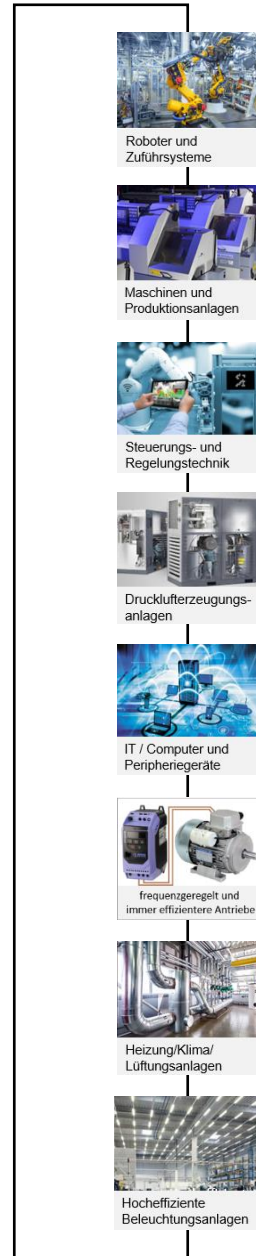 Roboter und
Zuführsysteme
Maschinen und
Produktionsanlagen
Steuerungs- und
Regelungstechnik
Drucklufterzeugungs-
anlagen
IT / Computer und
Peripheriegeräte
frequenzgeregelt und
immer effizientere Antriebe
Heizung/Klima/
Lüftungsanlagen
Hocheffiziente
Beleuchtungsanlagen